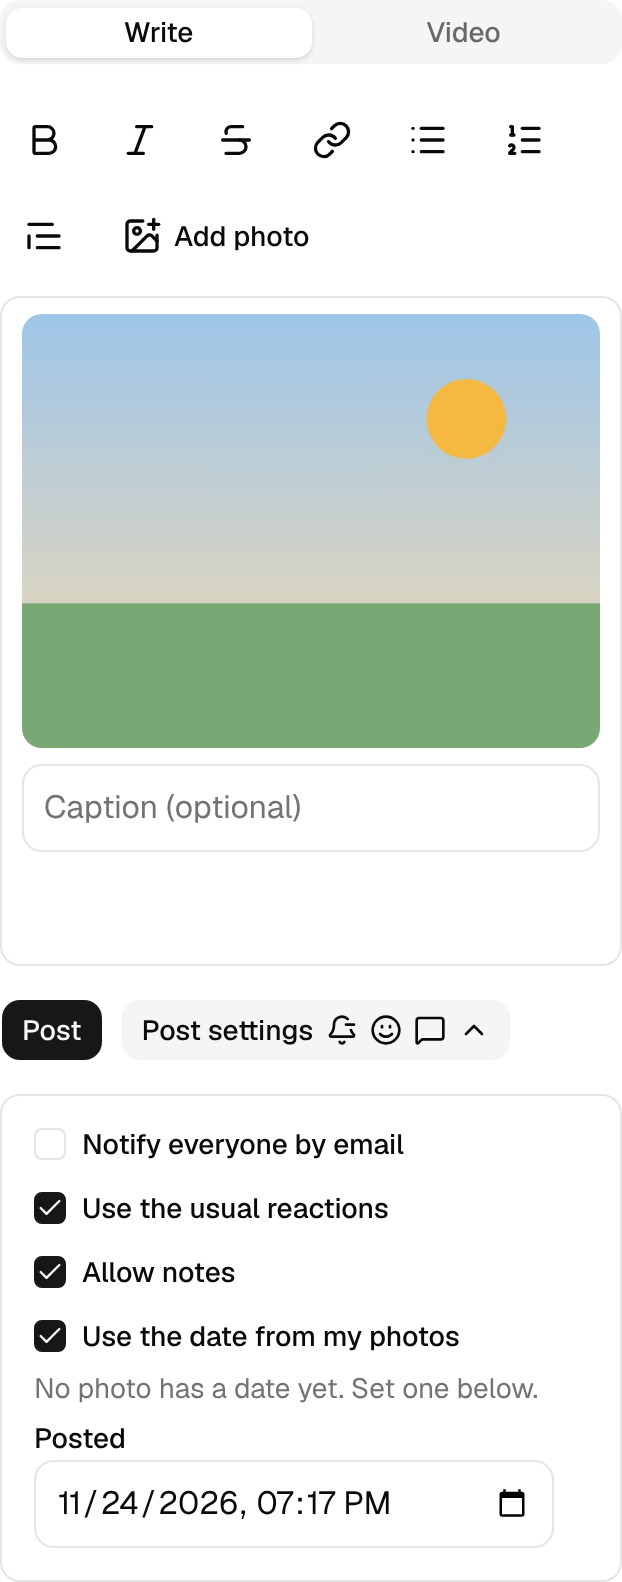 Write
Video
Add photo
Caption (optional)
Post
Post settings
Notify everyone by email
Use the usual reactions
Allow notes
Use the date from my photos
No photo has a date yet. Set one below.
Posted
11/24/2026, 07:17 PM